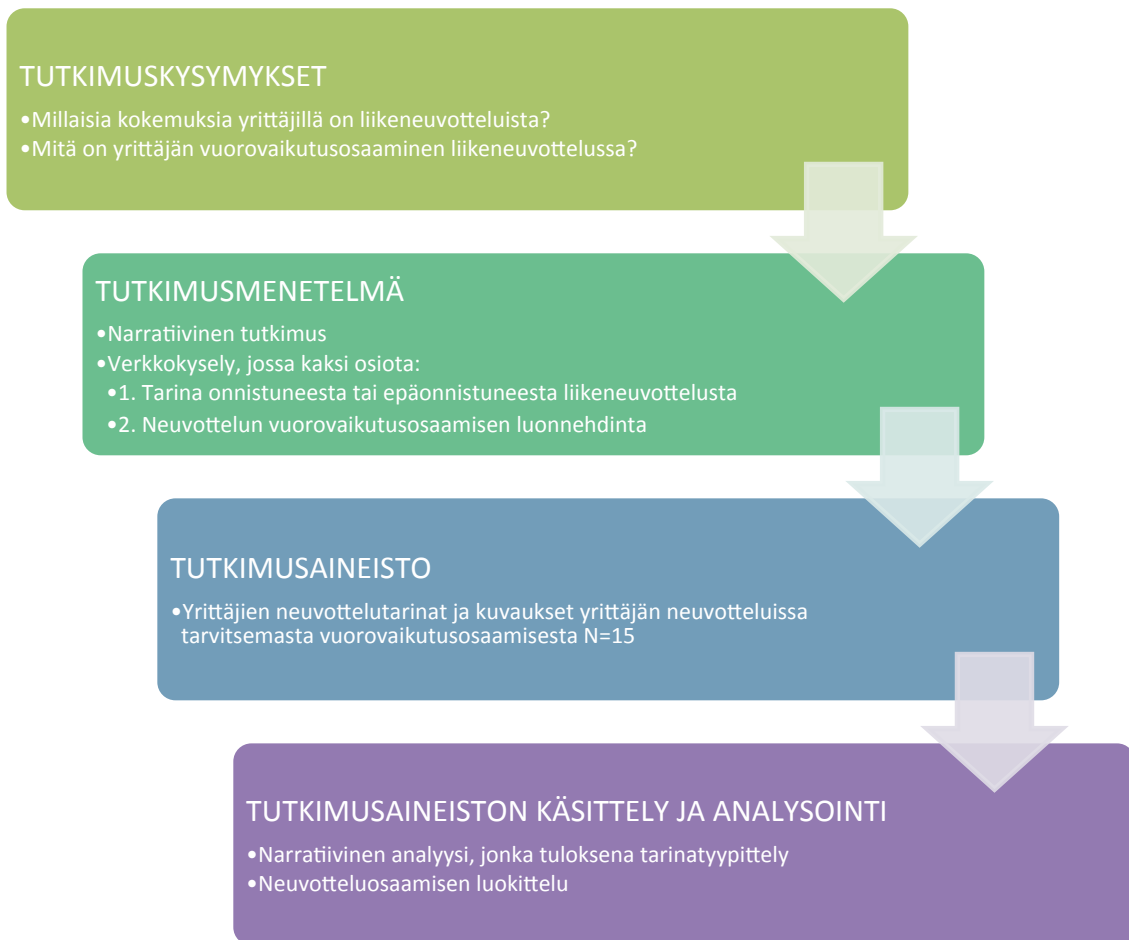 TUTKIMUSKYSYMYKSET
•Millaisia kokemuksia yrittäjillä on liikeneuvotteluista?
•Mitä on yrittäjän vuorovaikutusosaaminen liikeneuvottelussa?
TUTKIMUSMENETELMÄ
•Narratiivinen tutkimus
•Verkkokysely, jossa kaksi osiota:
•1. Tarina onnistuneesta tai epäonnistuneesta liikeneuvottelusta
•2. Neuvottelun vuorovaikutusosaamisen luonnehdinta
TUTKIMUSAINEISTO
•Yrittäjien neuvottelutarinat ja kuvaukset yrittäjän neuvotteluissa
tarvitsemasta vuorovaikutusosaamisesta N=15
TUTKIMUSAINEISTON KÄSITTELY JA ANALYSOINTI
•Narratiivinen analyysi, jonka tuloksena tarinatyypittely
•Neuvotteluosaamisen luokittelu